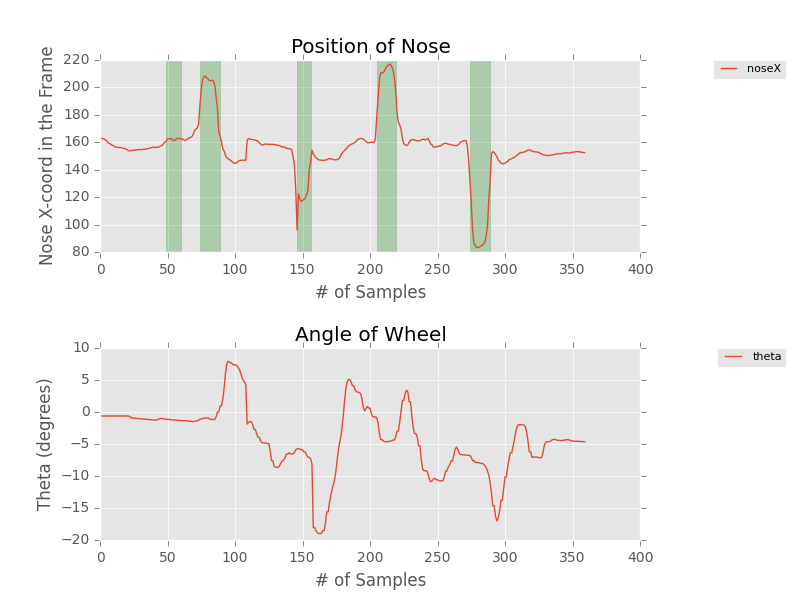 Position of Nose
Nose X-coord in the Frame
220
200
180
160
140
120
100
80
0 50 100 150 200 250 300 350 400
# of Samples
noseX
Angle of Wheel
Theta (degrees)
10
5
0
−5
−10
−15
−20
0 50 100 150 200 250 300 350 400
# of Samples
theta